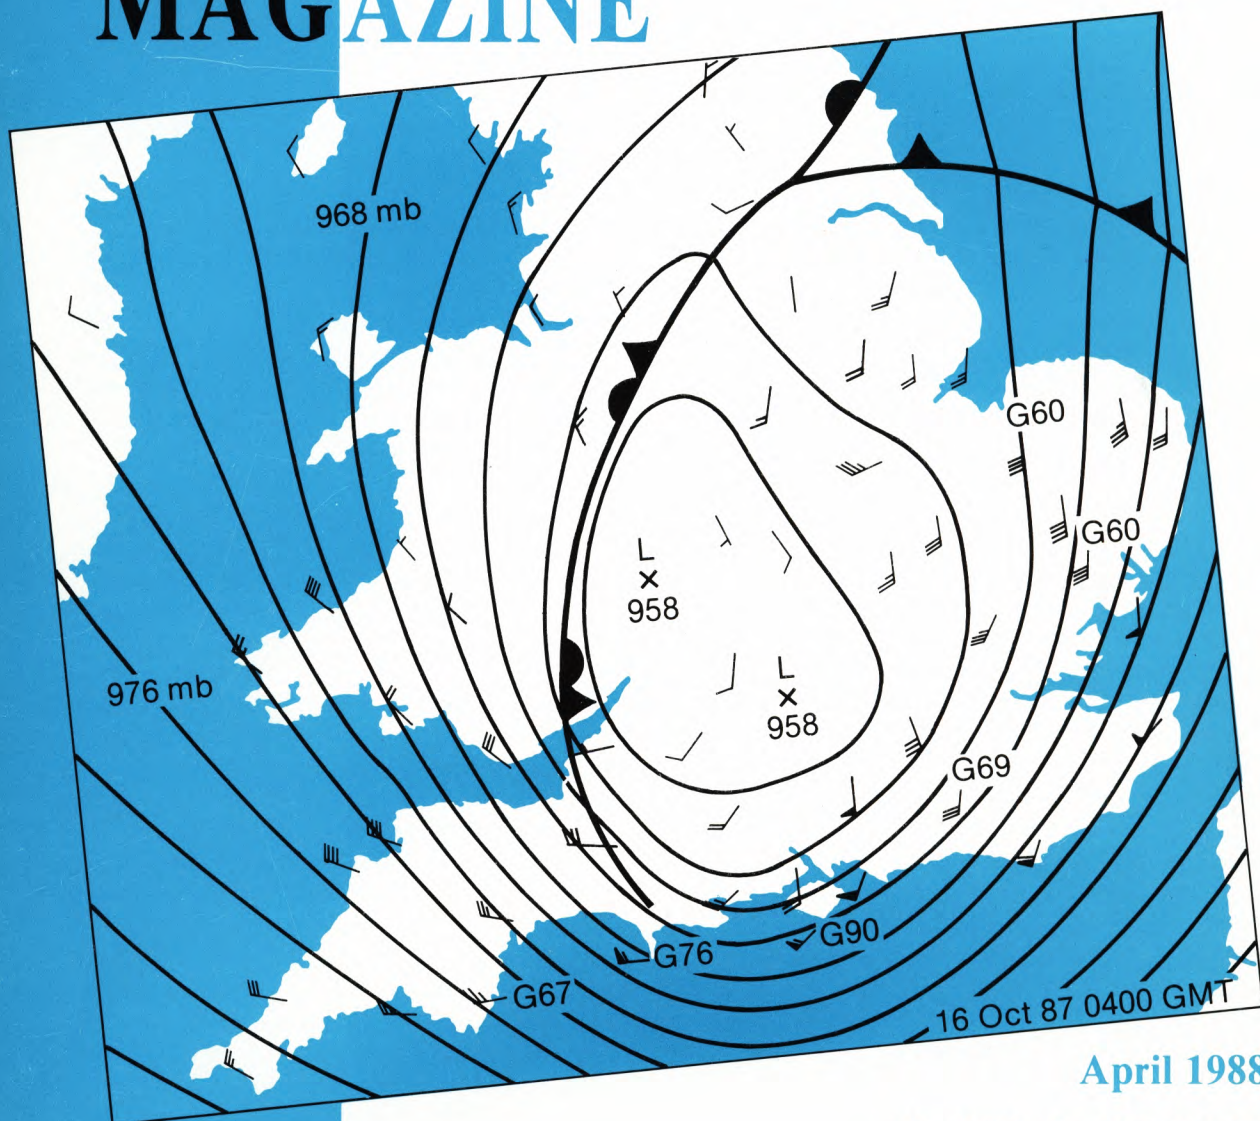 MAGAZINE
968 mb
G60
G60
L
958
976 mb
L
958
G69
G90
G76
G67
16 Oct 87 0400 GMT
April 1988